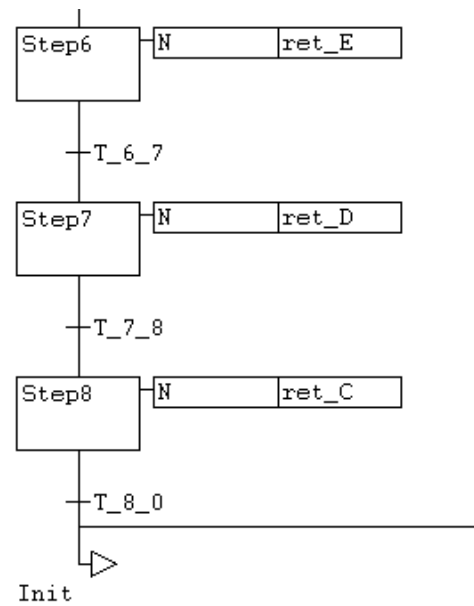 Step6 N ret_E
T_6_7
Step7 N ret_D
T_7_8
Step8 N ret_C
T_8_0
Init